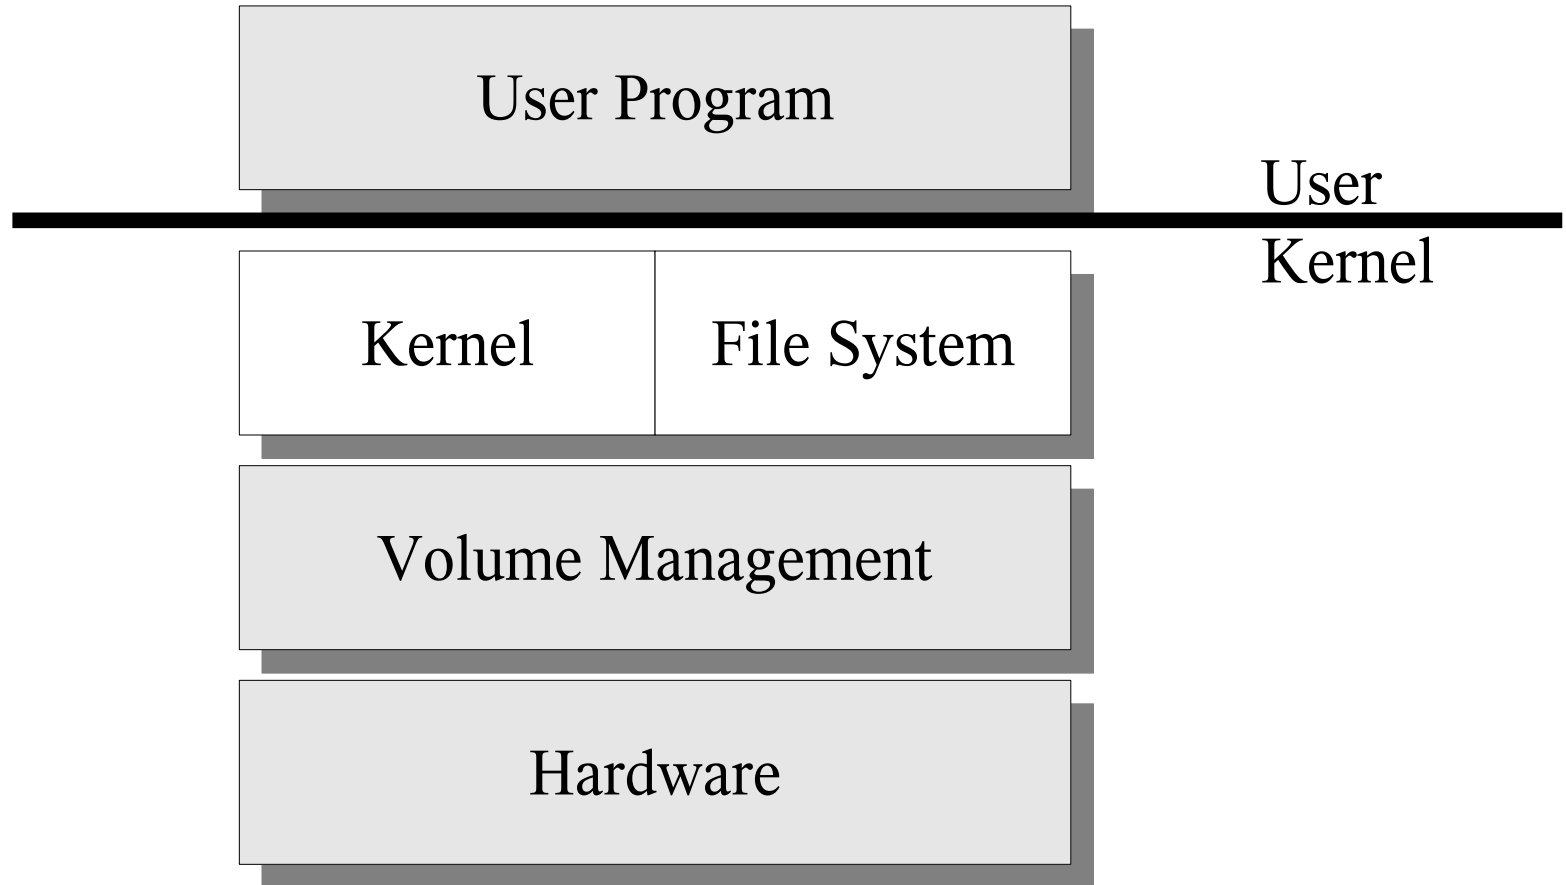 User Program
User
Kernel
Kernel
File System
Volume Management
Hardware